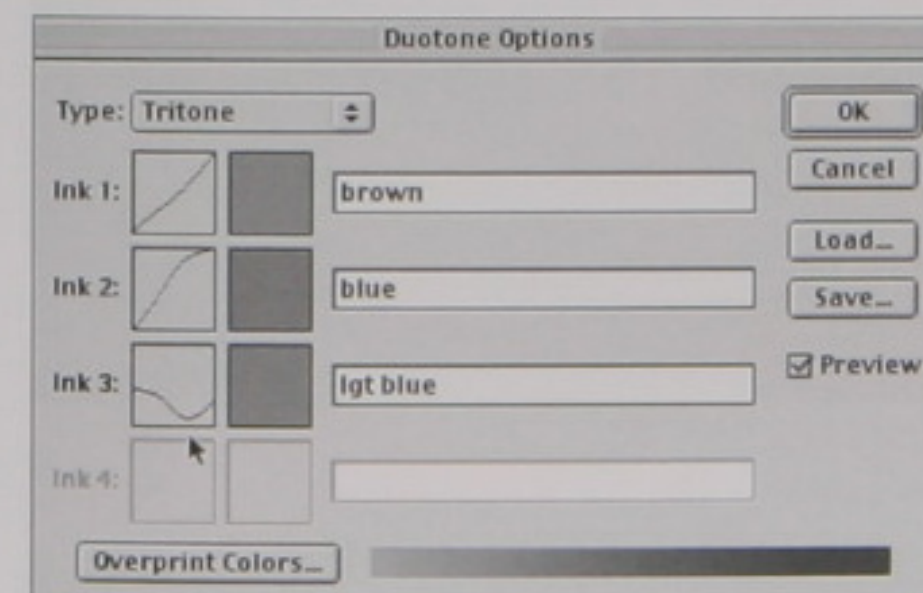 Duotone Options
Type: Tritone
OK
Ink 1: brown
Cancel
Load...
Ink 2: blue
Save...
Ink 3: lgt blue
Preview
Ink 4:
Overprint Colors...